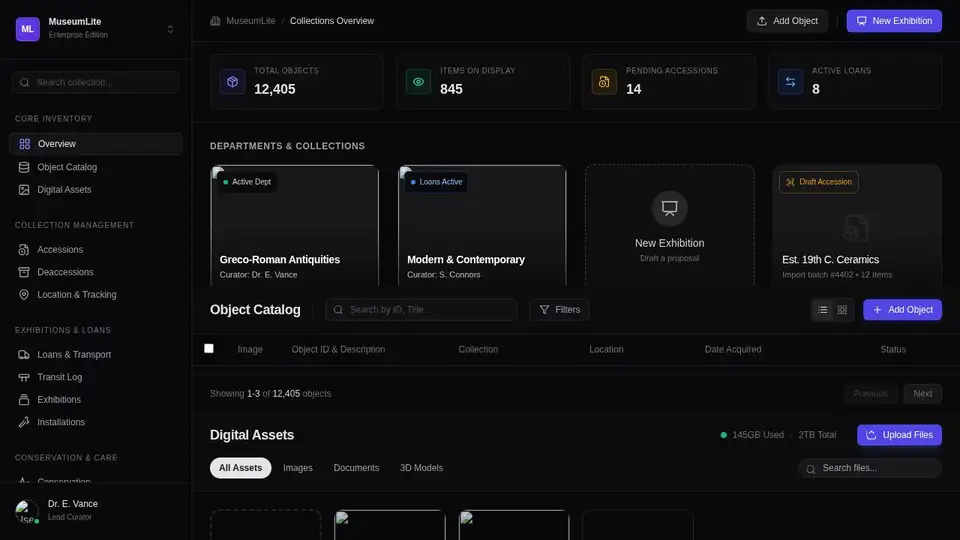 ML
MuseumLite
Enterprise Edition
Search collection...
CORE INVENTORY
Overview
Object Catalog
Digital Assets
COLLECTION MANAGEMENT
Accessions
Deaccessions
Location & Tracking
EXHIBITIONS & LOANS
Loans & Transport
Transit Log
Exhibitions
Installations
CONSERVATION & CARE
Conservation
Dr. E. Vance
Lead Curator
MuseumLite / Collections Overview
Add Object
New Exhibition
TOTAL OBJECTS
12,405
ITEMS ON DISPLAY
845
PENDING ACCESSIONS
14
ACTIVE LOANS
8
DEPARTMENTS & COLLECTIONS
Active Dept
Greco-Roman Antiquities
Curator: Dr. E. Vance
Loans Active
Modern & Contemporary
Curator: S. Connors
New Exhibition
Draft a proposal
Draft Accession
Est. 19th C. Ceramics
Import batch #4402 • 12 Items
Object Catalog
Search by ID, Title...
Filters
Add Object
Image Object ID & Description Collection Location Date Acquired Status
Showing 1-3 of 12,405 objects
Previous
Next
Digital Assets
145GB Used / 2TB Total
Upload Files
All Assets
Images
Documents
3D Models
Search files...